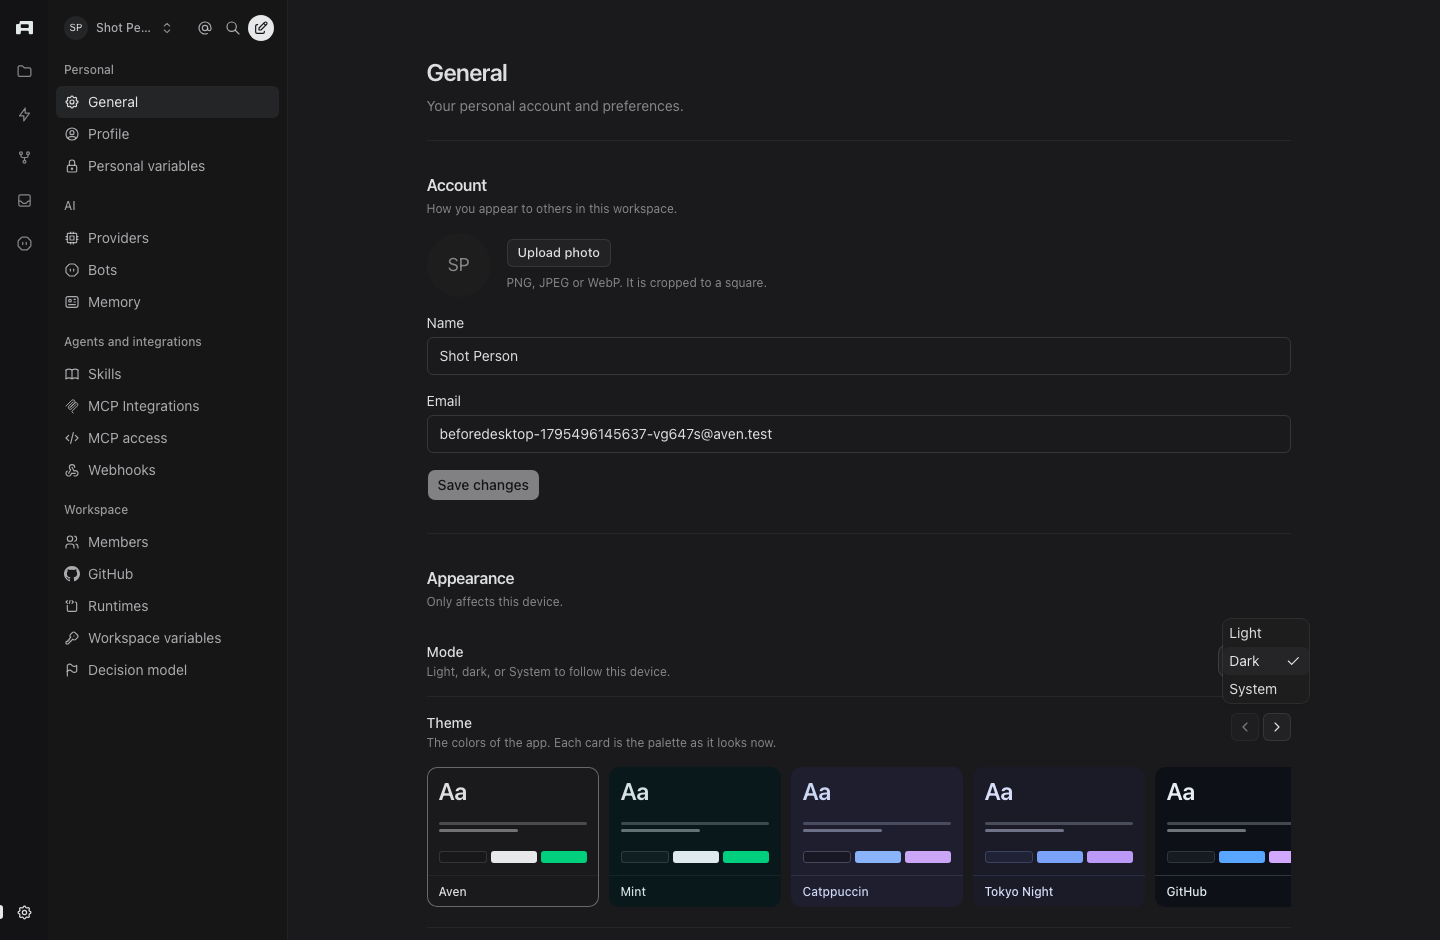 SP Shot Pe...
Personal
General
Profile
Personal variables
AI
Providers
Bots
Memory
Agents and integrations
Skills
MCP Integrations
MCP access
Webhooks
Workspace
Members
GitHub
Runtimes
Workspace variables
Decision model
General
Your personal account and preferences.
Account
How you appear to others in this workspace.
SP
Upload photo
PNG, JPEG or WebP. It is cropped to a square.
Name
Shot Person
Email
beforedesktop-1795496145637-vg647s@aven.test
Save changes
Appearance
Only affects this device.
Mode
Light, dark, or System to follow this device.
Light
Dark
System
Theme
The colors of the app. Each card is the palette as it looks now.
Aa Aa Aa Aa Aa
Aven Mint Catppuccin Tokyo Night GitHub